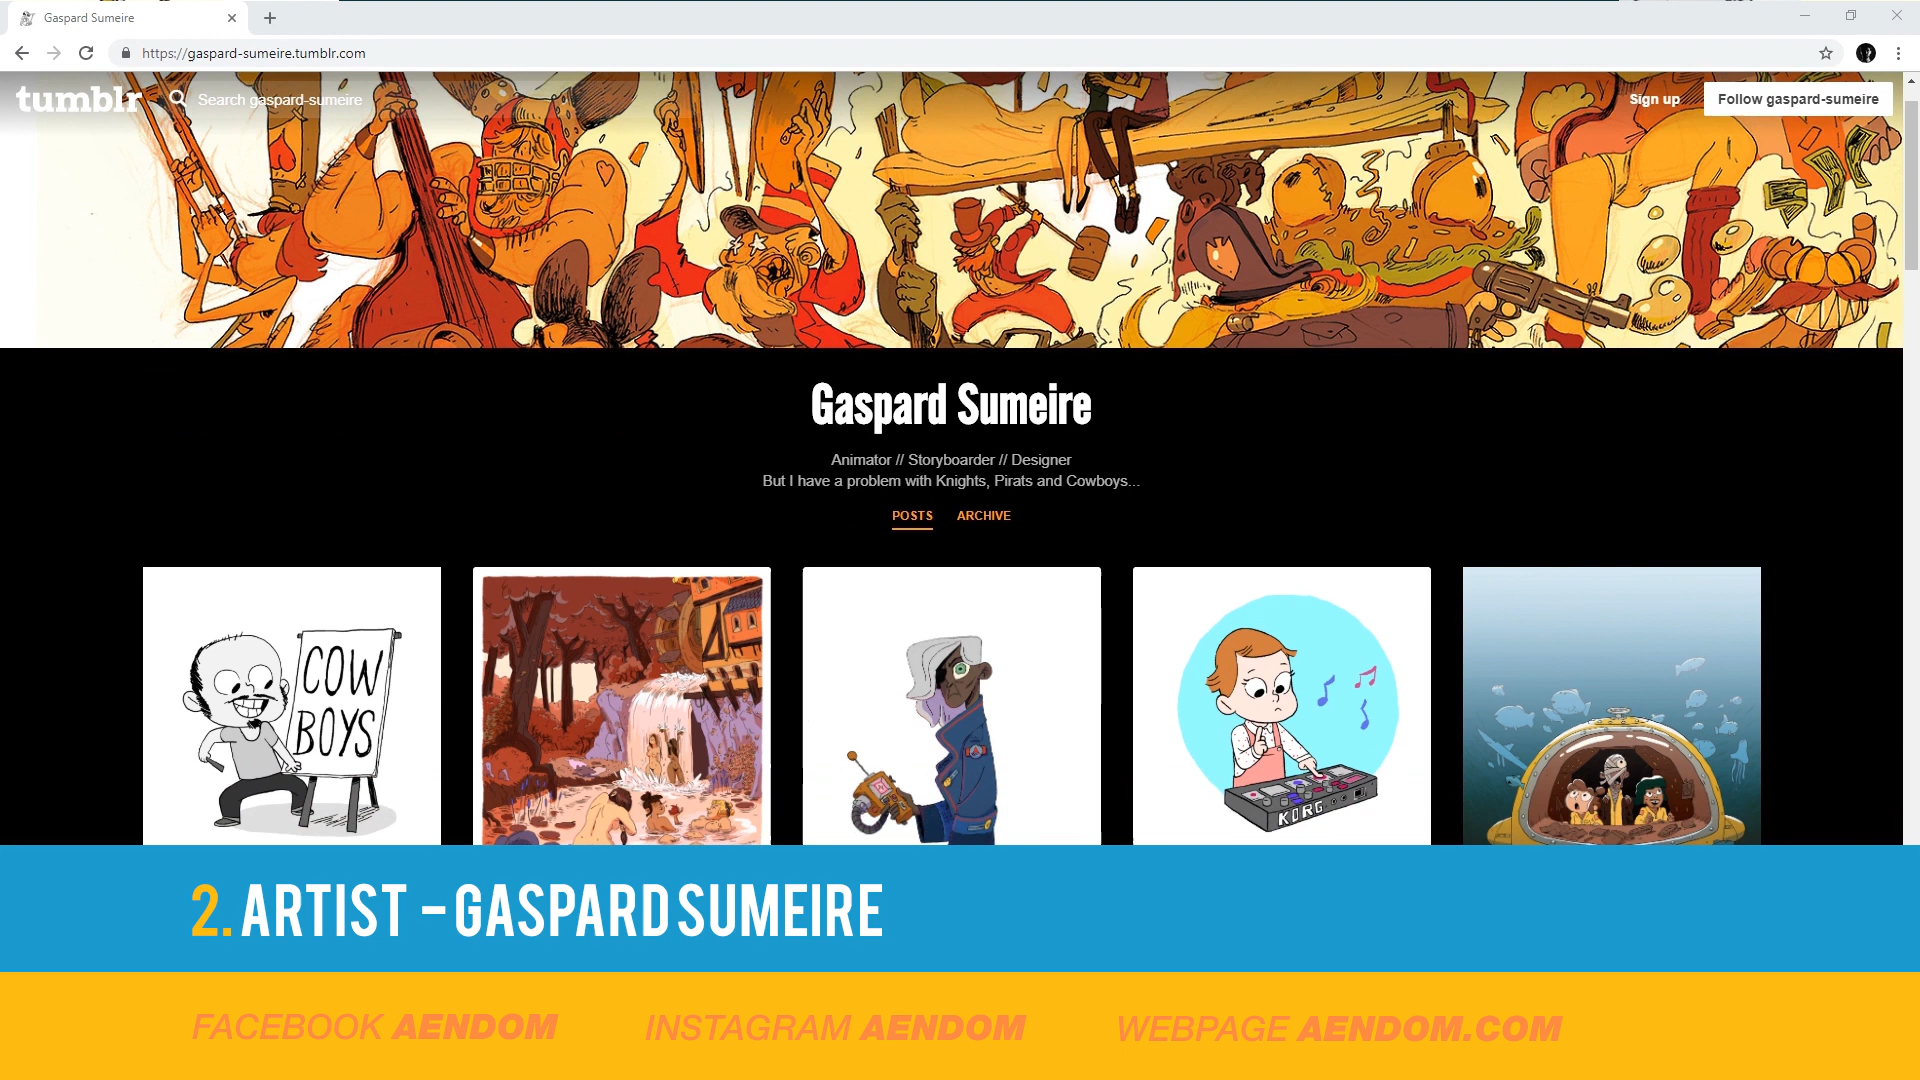 Gaspard Sumeire
https://gaspard-sumeire.tumblr.com
tumblr
Search gaspard-sumeire
Sign up
Follow gaspard-sumeire
Gaspard Sumeire
Animator // Storyboarder // Designer
But I have a problem with Knights, Pirats and Cowboys...
POSTS
ARCHIVE
COW
BOYS
KORG
2. ARTIST - GASPARD SUMEIRE
FACEBOOK AENDOM
INSTAGRAM AENDOM
WEBPAGE AENDOM.COM